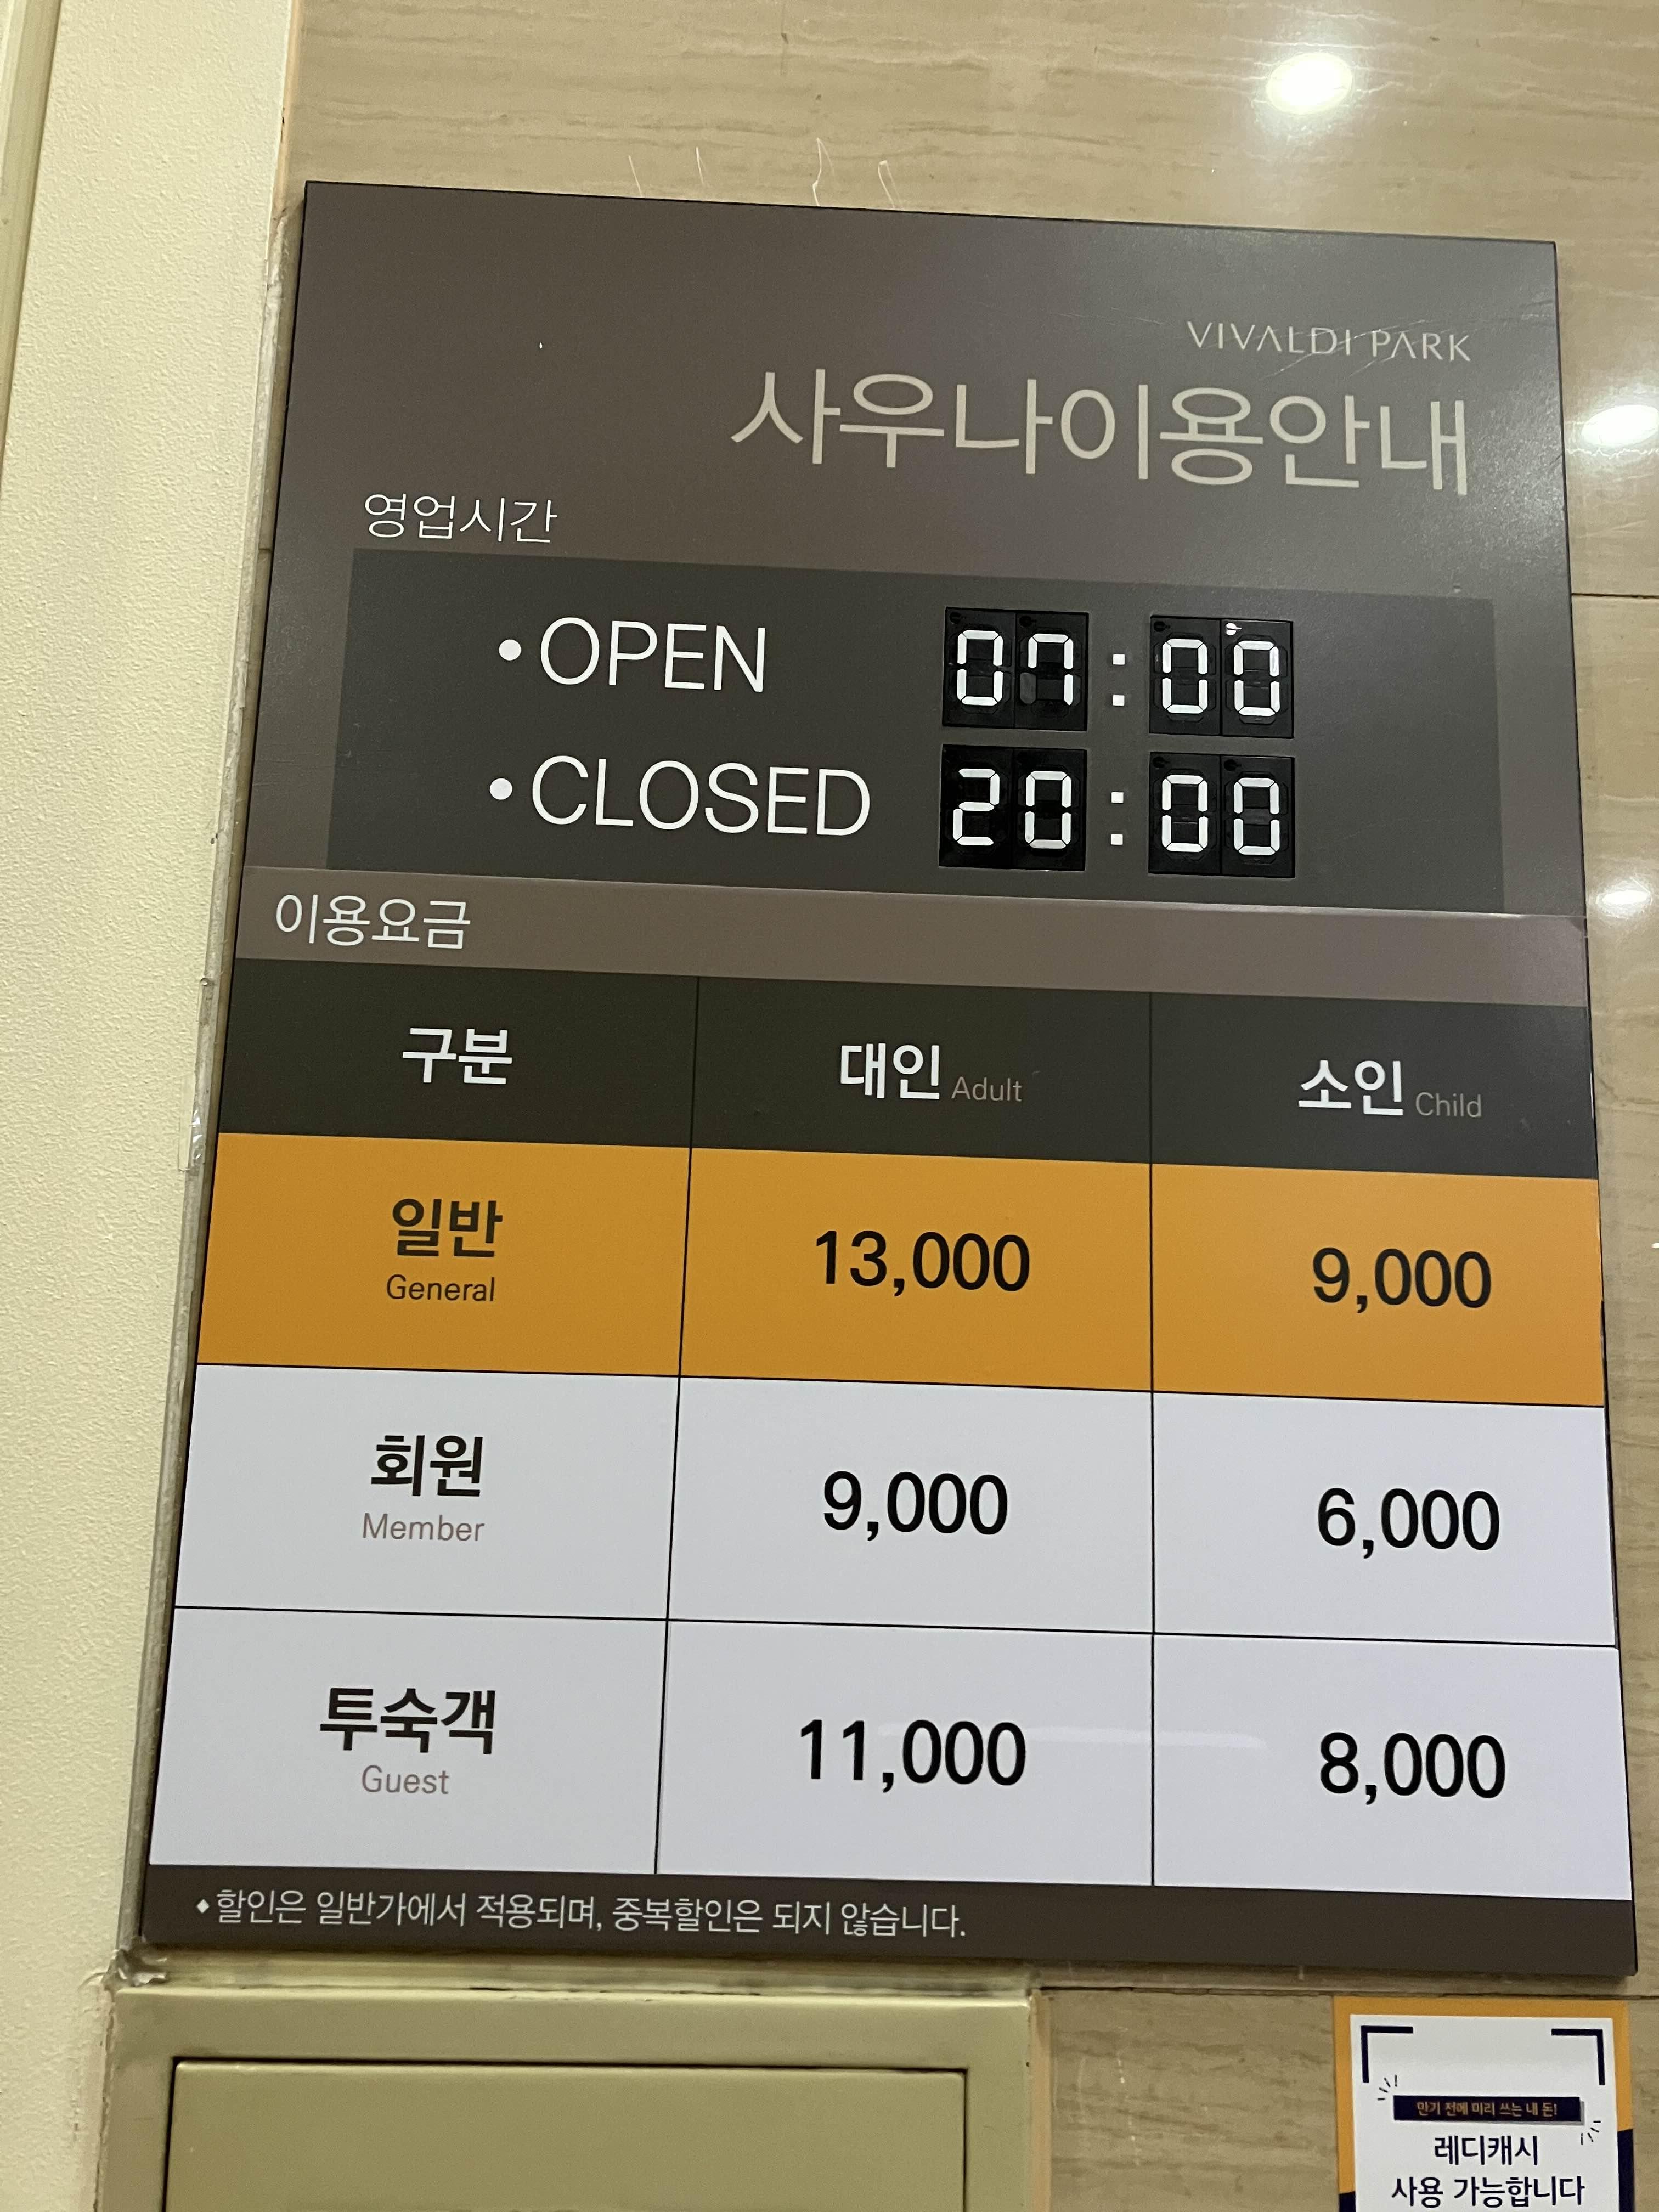 VIVALDI PARK
사우나이용안내
영업시간
•OPEN 07:00
•CLOSED 20:00
이용요금
구분 대인 Adult 소인 Child
일반 General 13,000 9,000
회원 Member 9,000 6,000
투숙객 Guest 11,000 8,000
◆할인은 일반가에서 적용되며, 중복할인은 되지 않습니다.
만기 전에 미리 쓰는 내 돈!
레디캐시
사용 가능합니다